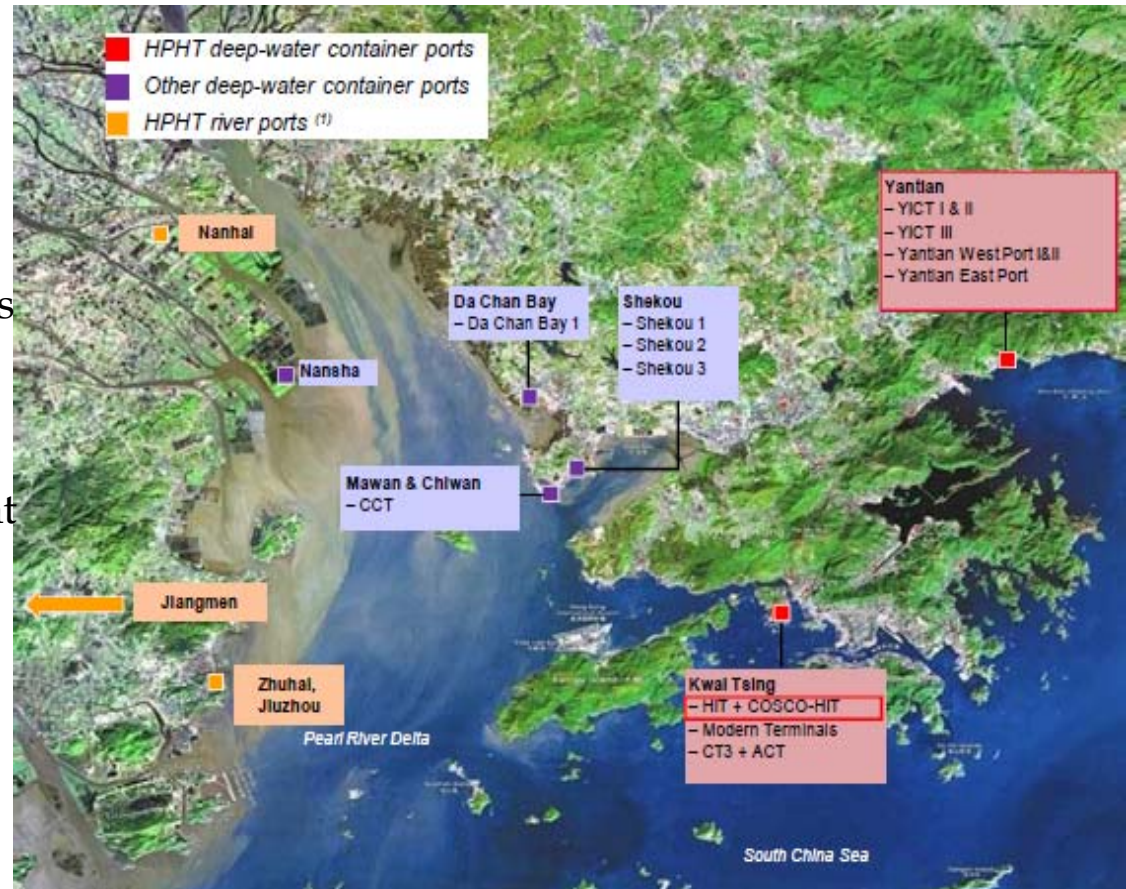 HPHT deep-water container ports
Other deep-water container ports
HPHT river ports (1)
Yantian
– YICT I & II
– YICT III
– Yantian West Port I&II
– Yantian East Port
Nanhai
Da Chan Bay
– Da Chan Bay 1
Shekou
– Shekou 1
– Shekou 2
– Shekou 3
s
Nansha
Mawan & Chiwan
– CCT
t
Jiangmen
Zhuhai,
Jiuzhou
Kwai Tsing
– HIT + COSCO-HIT
– Modern Terminals
– CT3 + ACT
Pearl River Delta
South China Sea